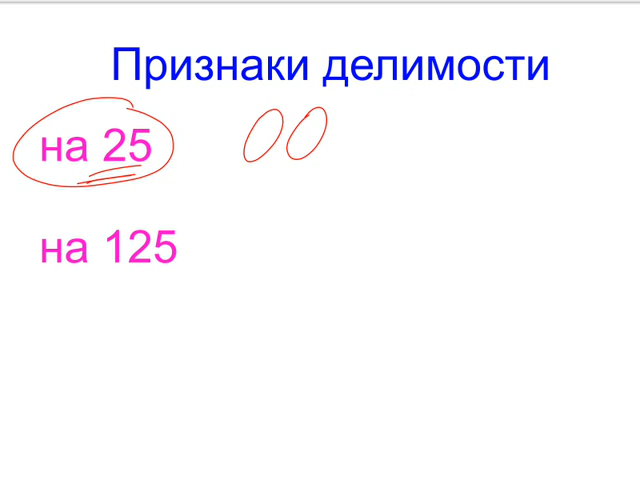 Признаки делимости
на 25 00
на 125